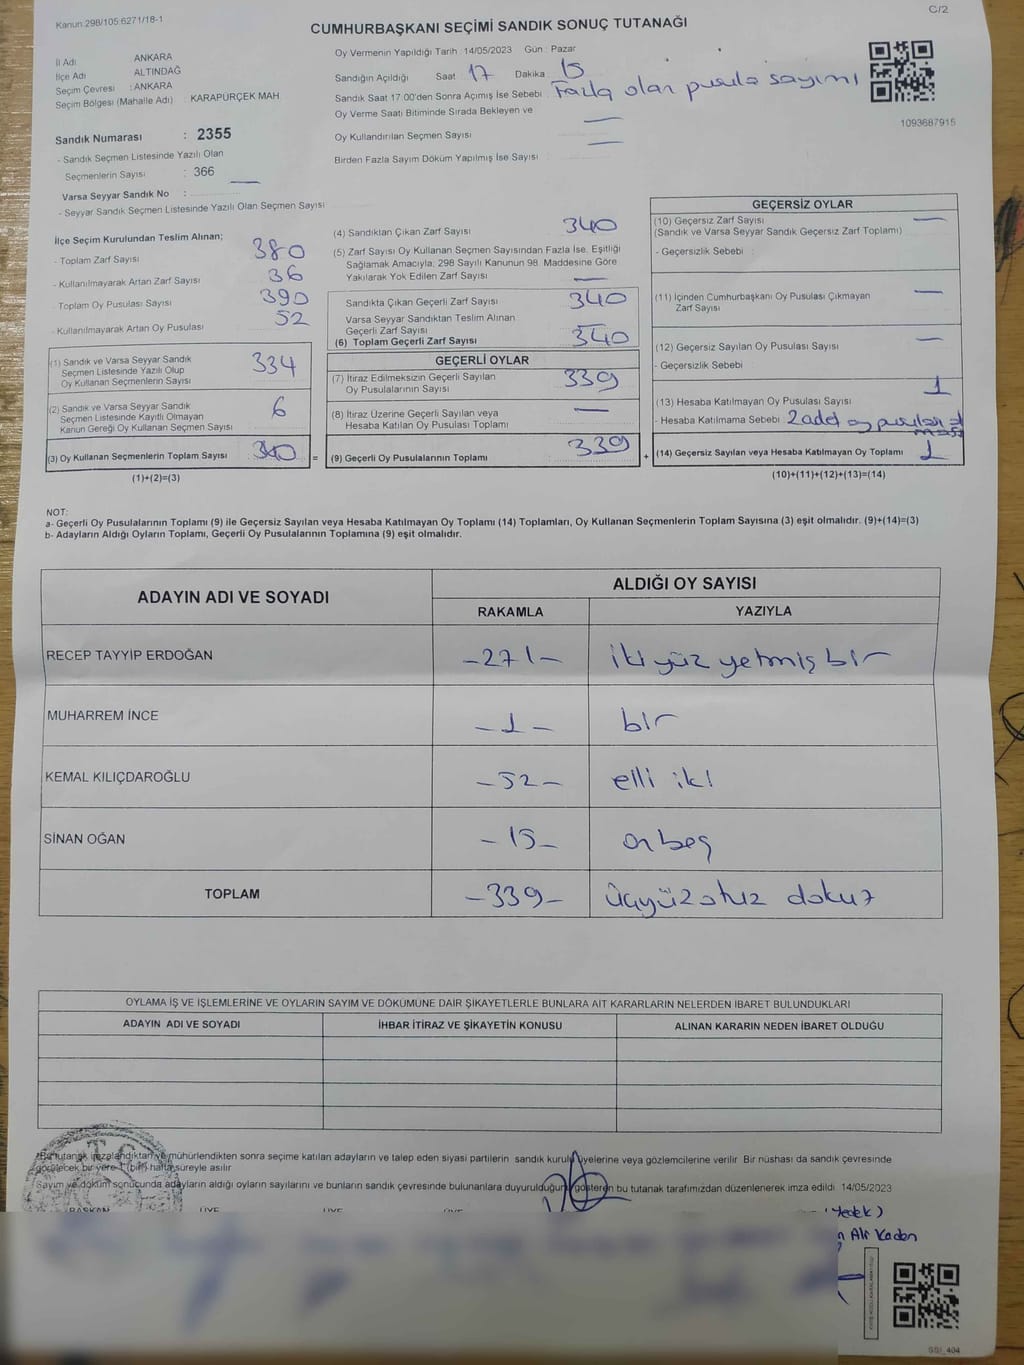 Kanun:298/105;6271/18-1
C/2
CUMHURBAŞKANI SEÇİMİ SANDIK SONUÇ TUTANAĞI
İl Adı ANKARA
İlçe Adı ALTINDAĞ
Seçim Çevresi : ANKARA
Seçim Bölgesi (Mahalle Adı) KARAPÜRÇEK MAH.
Sandık Numarası : 2355
- Sandık Seçmen Listesinde Yazılı Olan
Seçmenlerin Sayısı : 366
Varsa Seyyar Sandık No : —
- Seyyar Sandık Seçmen Listesinde Yazılı Olan Seçmen Sayısı :
Oy Vermenin Yapıldığı Tarih : 14/05/2023 Gün : Pazar
Sandığın Açıldığı Saat 17 Dakika 15
Sandık Saat 17:00'den Sonra Açımış İse Sebebi : Fazla olan pusula sayımı
Oy Verme Saati Bitiminde Sırada Bekleyen ve
Oy Kullandırılan Seçmen Sayısı —
Birden Fazla Sayım Döküm Yapılmış İse Sayısı : —
1093687915
İlçe Seçim Kurulundan Teslim Alınan;
- Toplam Zarf Sayısı 380
- Kullanılmayarak Artan Zarf Sayısı 36
- Toplam Oy Pusulası Sayısı 390
- Kullanılmayarak Artan Oy Pusulası 52
(1) Sandık ve Varsa Seyyar Sandık
Seçmen Listesinde Yazılı Olup
Oy Kullanan Seçmenlerin Sayısı 334
(2) Sandık ve Varsa Seyyar Sandık
Seçmen Listesinde Kayıtlı Olmayan
Kanun Gereği Oy Kullanan Seçmen Sayısı 6
(3) Oy Kullanan Seçmenlerin Toplam Sayısı 340
(1)+(2)=(3)
(4) Sandıktan Çıkan Zarf Sayısı 340
(5) Zarf Sayısı Oy Kullanan Seçmen Sayısından Fazla İse, Eşitliği
Sağlamak Amacıyla; 298 Sayılı Kanunun 98. Maddesine Göre
Yakılarak Yok Edilen Zarf Sayısı —
Sandıkta Çıkan Geçerli Zarf Sayısı 340
Varsa Seyyar Sandıktan Teslim Alınan
Geçerli Zarf Sayısı —
(6) Toplam Geçerli Zarf Sayısı 340
GEÇERLİ OYLAR
(7) İtiraz Edilmeksizin Geçerli Sayılan
Oy Pusulalarının Sayısı 339
(8) İtiraz Üzerine Geçerli Sayılan veya
Hesaba Katılan Oy Pusulası Toplamı —
= (9) Geçerli Oy Pusulalarının Toplamı 339
GEÇERSİZ OYLAR
(10) Geçersiz Zarf Sayısı —
(Sandık ve Varsa Seyyar Sandık Geçersiz Zarf Toplamı)
- Geçersizlik Sebebi :
(11) İçinden Cumhurbaşkanı Oy Pusulası Çıkmayan
Zarf Sayısı —
(12) Geçersiz Sayılan Oy Pusulası Sayısı —
- Geçersizlik Sebebi
(13) Hesaba Katılmayan Oy Pusulası Sayısı 1
- Hesaba Katılmama Sebebi 2 adet oy pusulası
+ (14) Geçersiz Sayılan veya Hesaba Katılmayan Oy Toplamı 1
(10)+(11)+(12)+(13)=(14)
NOT:
a- Geçerli Oy Pusulalarının Toplamı (9) ile Geçersiz Sayılan veya Hesaba Katılmayan Oy Toplamı (14) Toplamları, Oy Kullanan Seçmenlerin Toplam Sayısına (3) eşit olmalıdır. (9)+(14)=(3)
b- Adayların Aldığı Oyların Toplamı, Geçerli Oy Pusulalarının Toplamına (9) eşit olmalıdır.
ADAYIN ADI VE SOYADI ALDIĞI OY SAYISI
RAKAMLA YAZIYLA
RECEP TAYYİP ERDOĞAN -271- iki yüz yetmiş bir
MUHARREM İNCE -1- bir
KEMAL KILIÇDAROĞLU -52- elli iki
SİNAN OĞAN -15- onbeş
TOPLAM -339- üçyüz otuz dokuz
OYLAMA İŞ VE İŞLEMLERİNE VE OYLARIN SAYIM VE DÖKÜMÜNE DAİR ŞİKAYETLERLE BUNLARA AİT KARARLARIN NELERDEN İBARET BULUNDUKLARI
ADAYIN ADI VE SOYADI İHBAR İTİRAZ VE ŞİKAYETİN KONUSU ALINAN KARARIN NEDEN İBARET OLDUĞU
*Bu tutanak imzalandıktan ve mühürlendikten sonra seçime katılan adayların ve talep eden siyasi partilerin sandık kurulu üyelerine veya gözlemcilerine verilir. Bir nüshası da sandık çevresinde
görülecek bir yere 1 (bir) hafta süreyle asılır.
Sayım ve döküm sonucunda adayların aldığı oyların sayılarını ve bunların sandık çevresinde bulunanlara duyurulduğunu gösteren bu tutanak tarafımızdan düzenlenerek imza edildi. 14/05/2023
BAŞKAN ÜYE ÜYE ÜYE
(Yedek)
Ali Kaden
SSİ_404